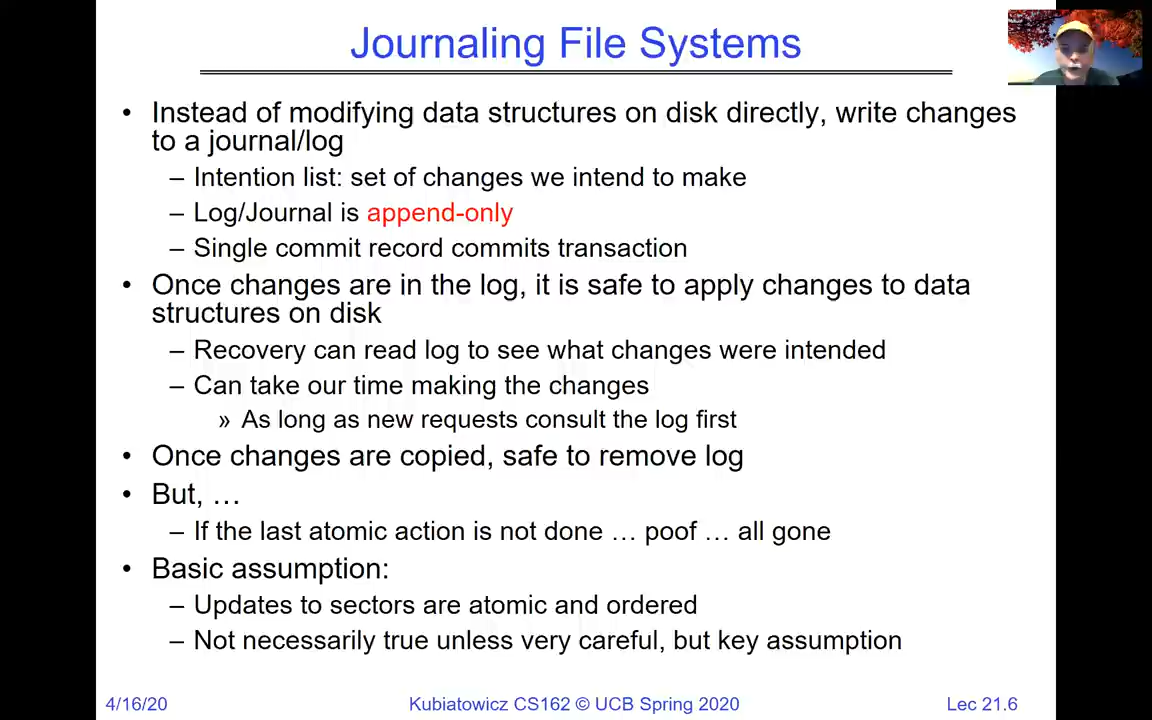 Journaling File Systems
• Instead of modifying data structures on disk directly, write changes
to a journal/log
– Intention list: set of changes we intend to make
– Log/Journal is append-only
– Single commit record commits transaction
• Once changes are in the log, it is safe to apply changes to data
structures on disk
– Recovery can read log to see what changes were intended
– Can take our time making the changes
» As long as new requests consult the log first
• Once changes are copied, safe to remove log
• But, …
– If the last atomic action is not done … poof … all gone
• Basic assumption:
– Updates to sectors are atomic and ordered
– Not necessarily true unless very careful, but key assumption
4/16/20
Kubiatowicz CS162 © UCB Spring 2020
Lec 21.6